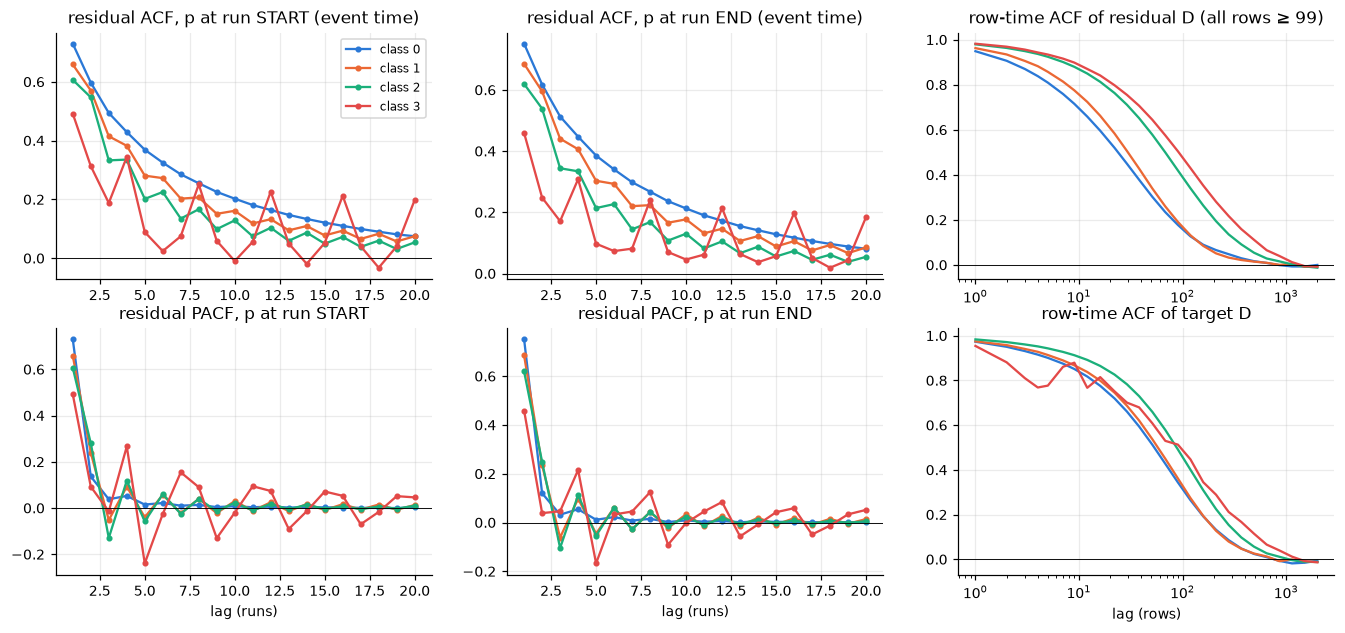 residual ACF, p at run START (event time)
0.6
0.4
0.2
0.0
class 0
class 1
class 2
class 3
2.5 5.0 7.5 10.0 12.5 15.0 17.5 20.0
residual ACF, p at run END (event time)
0.6
0.4
0.2
0.0
2.5 5.0 7.5 10.0 12.5 15.0 17.5 20.0
row-time ACF of residual D (all rows ≥ 99)
1.0
0.8
0.6
0.4
0.2
0.0
10⁰ 10¹ 10² 10³
residual PACF, p at run START
0.6
0.4
0.2
0.0
−0.2
2.5 5.0 7.5 10.0 12.5 15.0 17.5 20.0
lag (runs)
residual PACF, p at run END
0.6
0.4
0.2
0.0
−0.2
2.5 5.0 7.5 10.0 12.5 15.0 17.5 20.0
lag (runs)
row-time ACF of target D
1.0
0.8
0.6
0.4
0.2
0.0
10⁰ 10¹ 10² 10³
lag (rows)